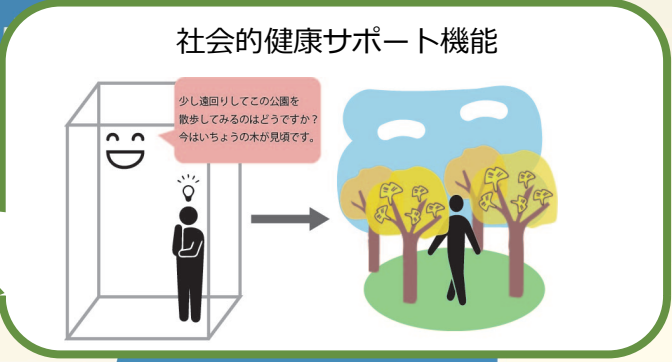 社会的健康サポート機能
少し遠回りしてこの公園を
散歩してみるのはどうですか？
今はいちょうの木が見頃です。